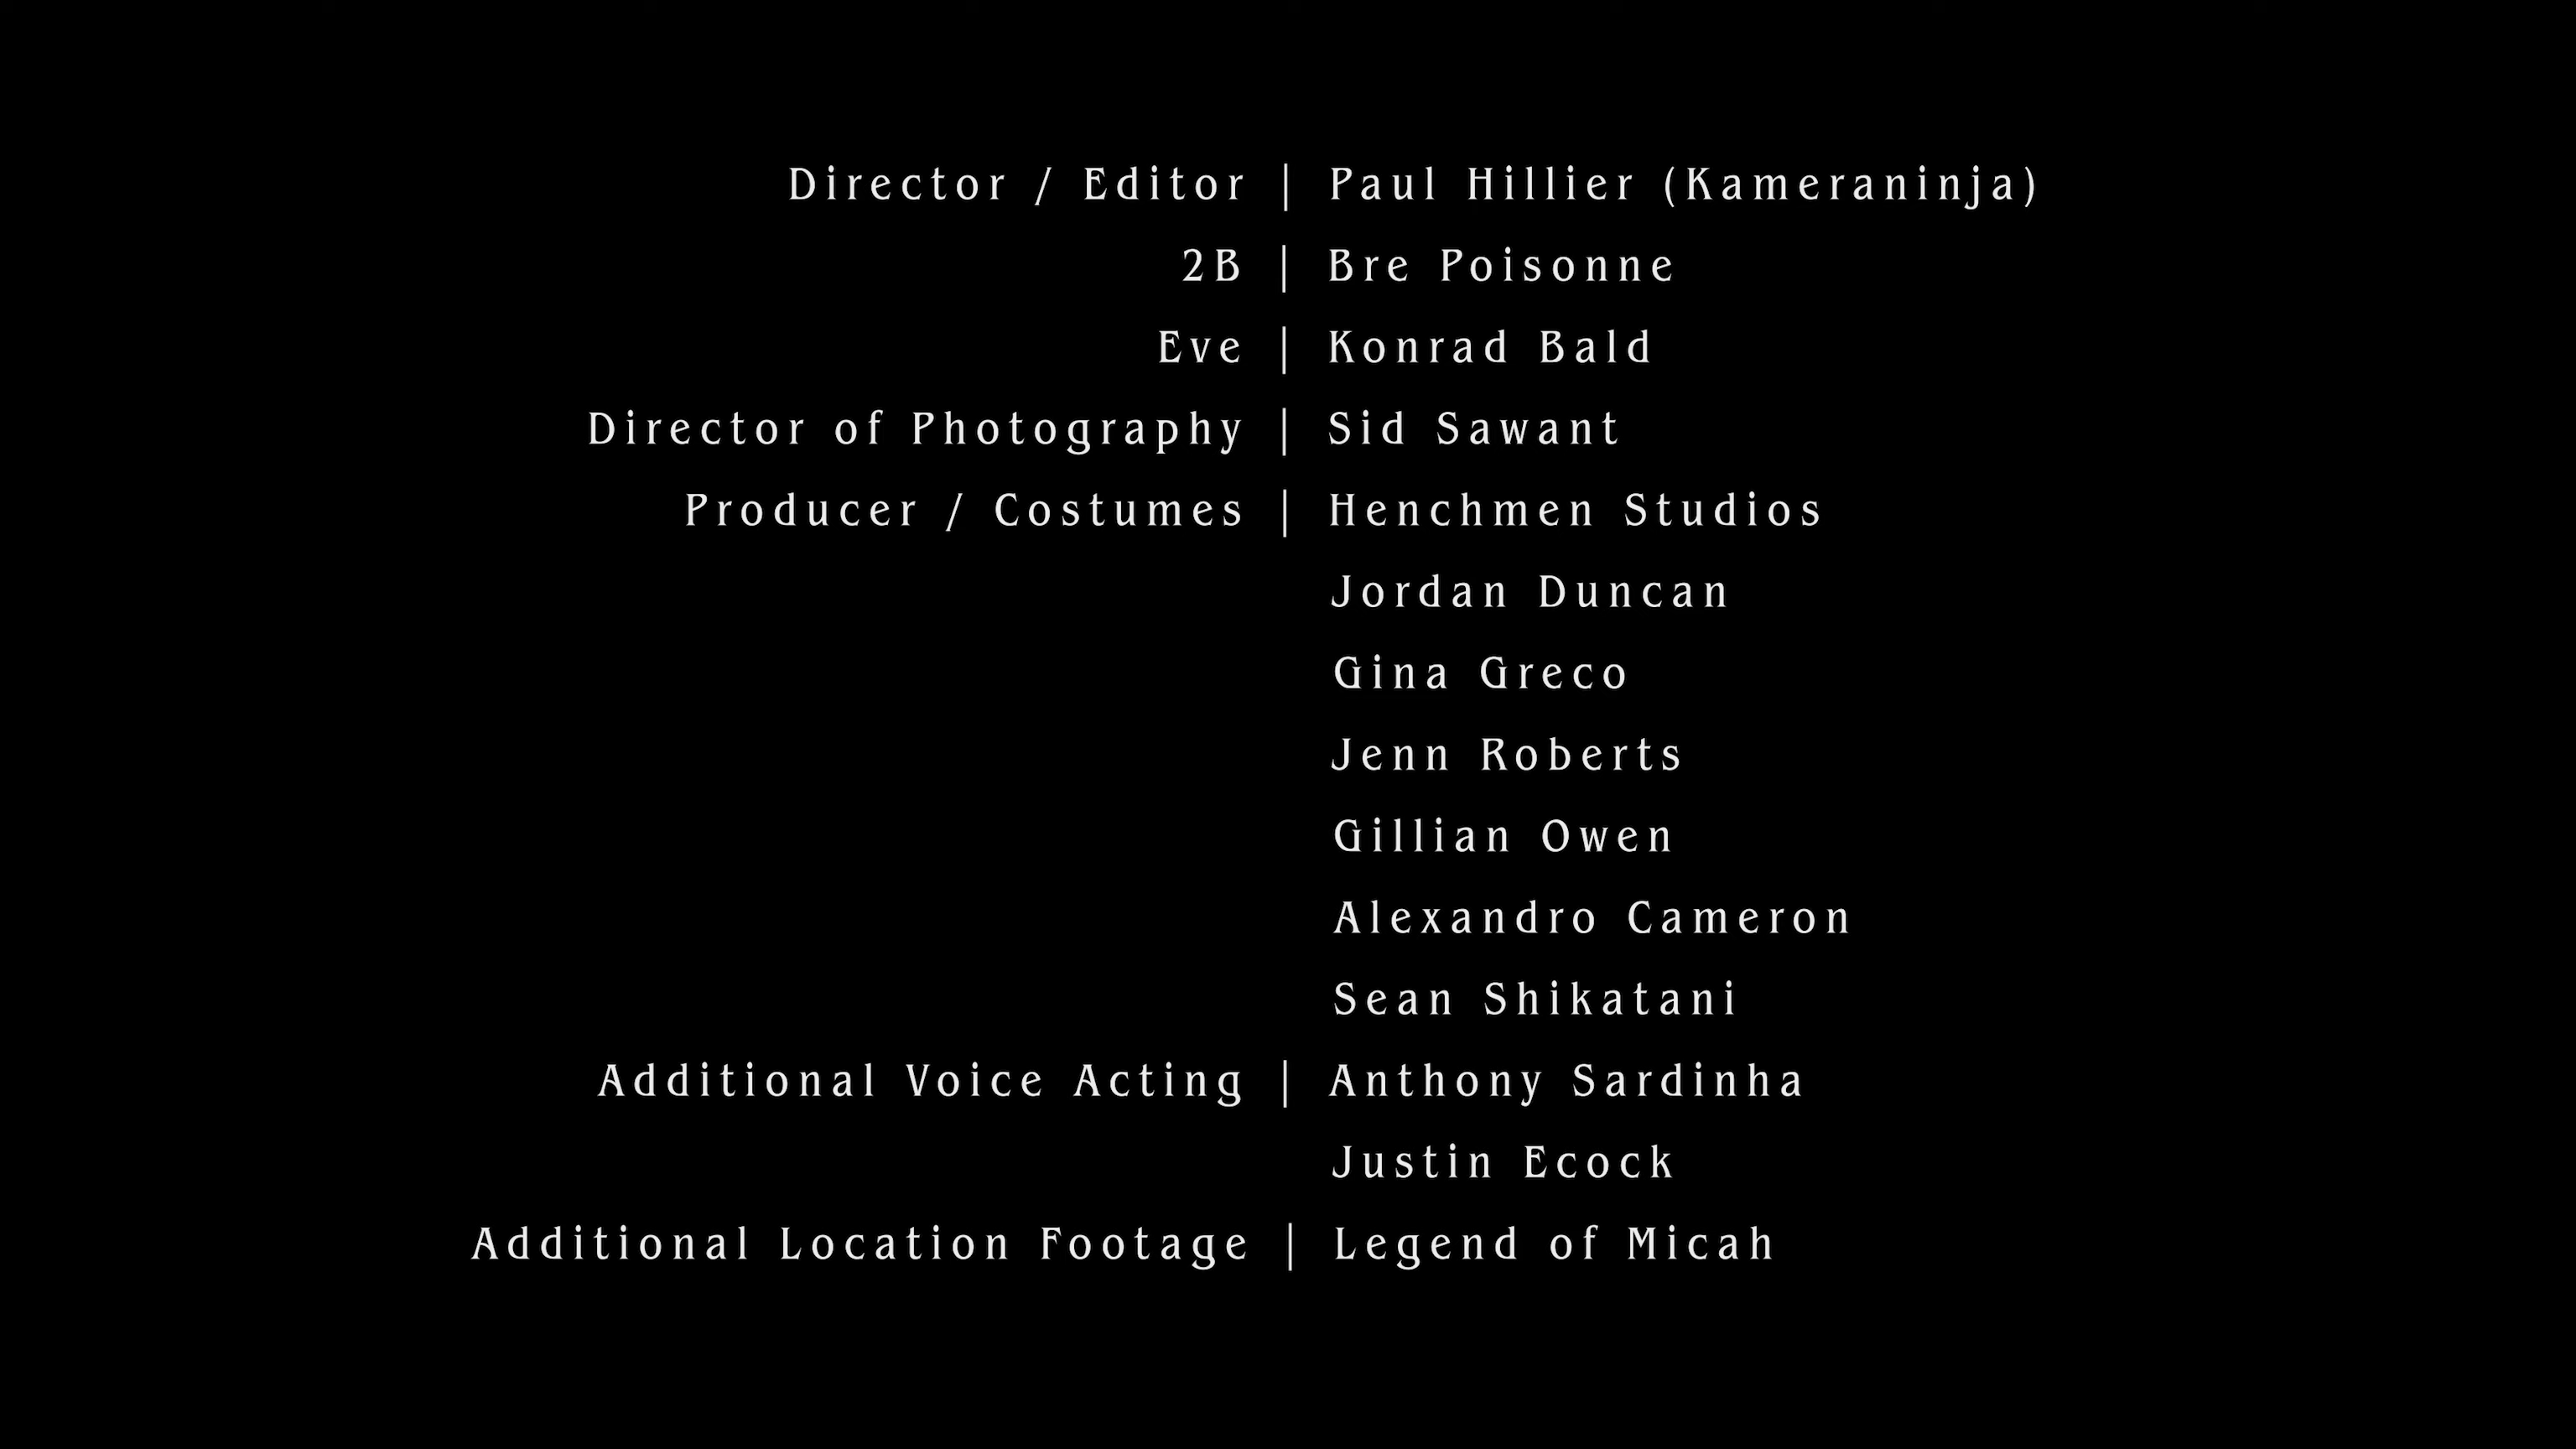 Director / Editor | Paul Hillier (Kameraninja)
2B | Bre Poisonne
Eve | Konrad Bald
Director of Photography | Sid Sawant
Producer / Costumes | Henchmen Studios
Jordan Duncan
Gina Greco
Jenn Roberts
Gillian Owen
Alexandro Cameron
Sean Shikatani
Additional Voice Acting | Anthony Sardinha
Justin Ecock
Additional Location Footage | Legend of Micah